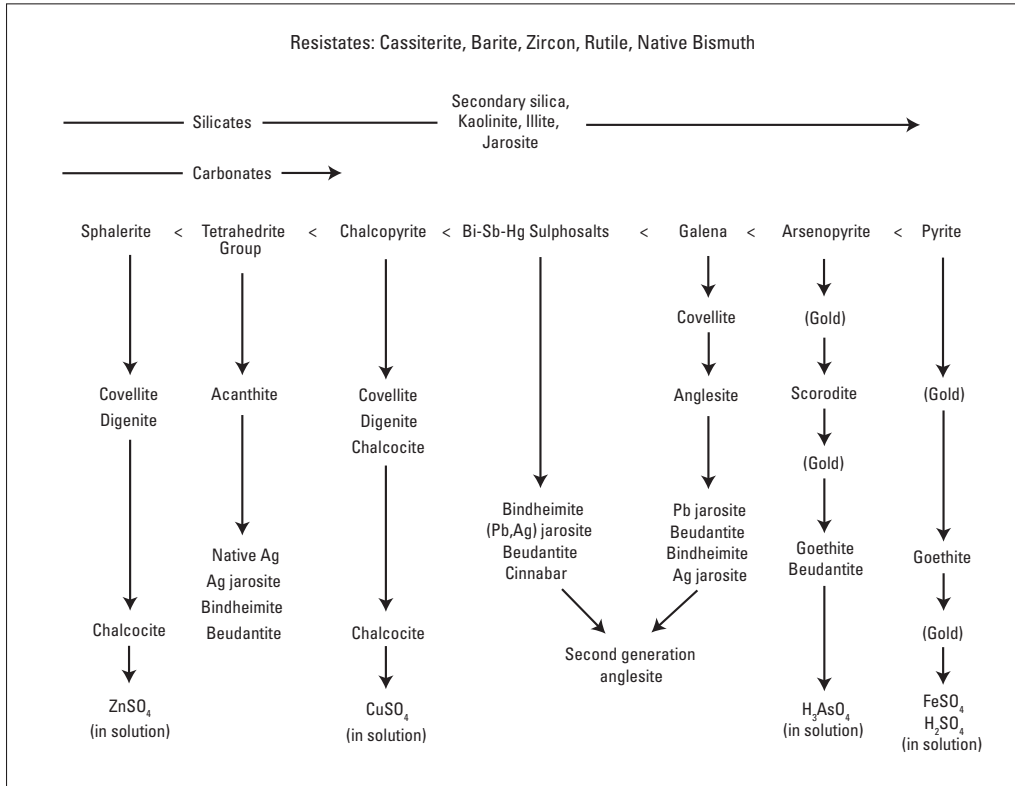 Resistates: Cassiterite, Barite, Zircon, Rutile, Native Bismuth
Silicates
Secondary silica,
Kaolinite, Illite,
Jarosite
Carbonates
Sphalerite < Tetrahedrite Group < Chalcopyrite < Bi-Sb-Hg Sulphosalts < Galena < Arsenopyrite < Pyrite
Covellite
Digenite
Chalcocite
ZnSO₄
(in solution)
Acanthite
Native Ag
Ag jarosite
Bindheimite
Beudantite
Covellite
Digenite
Chalcocite
Chalcocite
CuSO₄
(in solution)
Bindheimite
(Pb,Ag) jarosite
Beudantite
Cinnabar
Covellite
Anglesite
Pb jarosite
Beudantite
Bindheimite
Ag jarosite
Second generation
anglesite
(Gold)
Scorodite
(Gold)
Goethite
Beudantite
H₃AsO₄
(in solution)
(Gold)
Goethite
(Gold)
FeSO₄
H₂SO₄
(in solution)